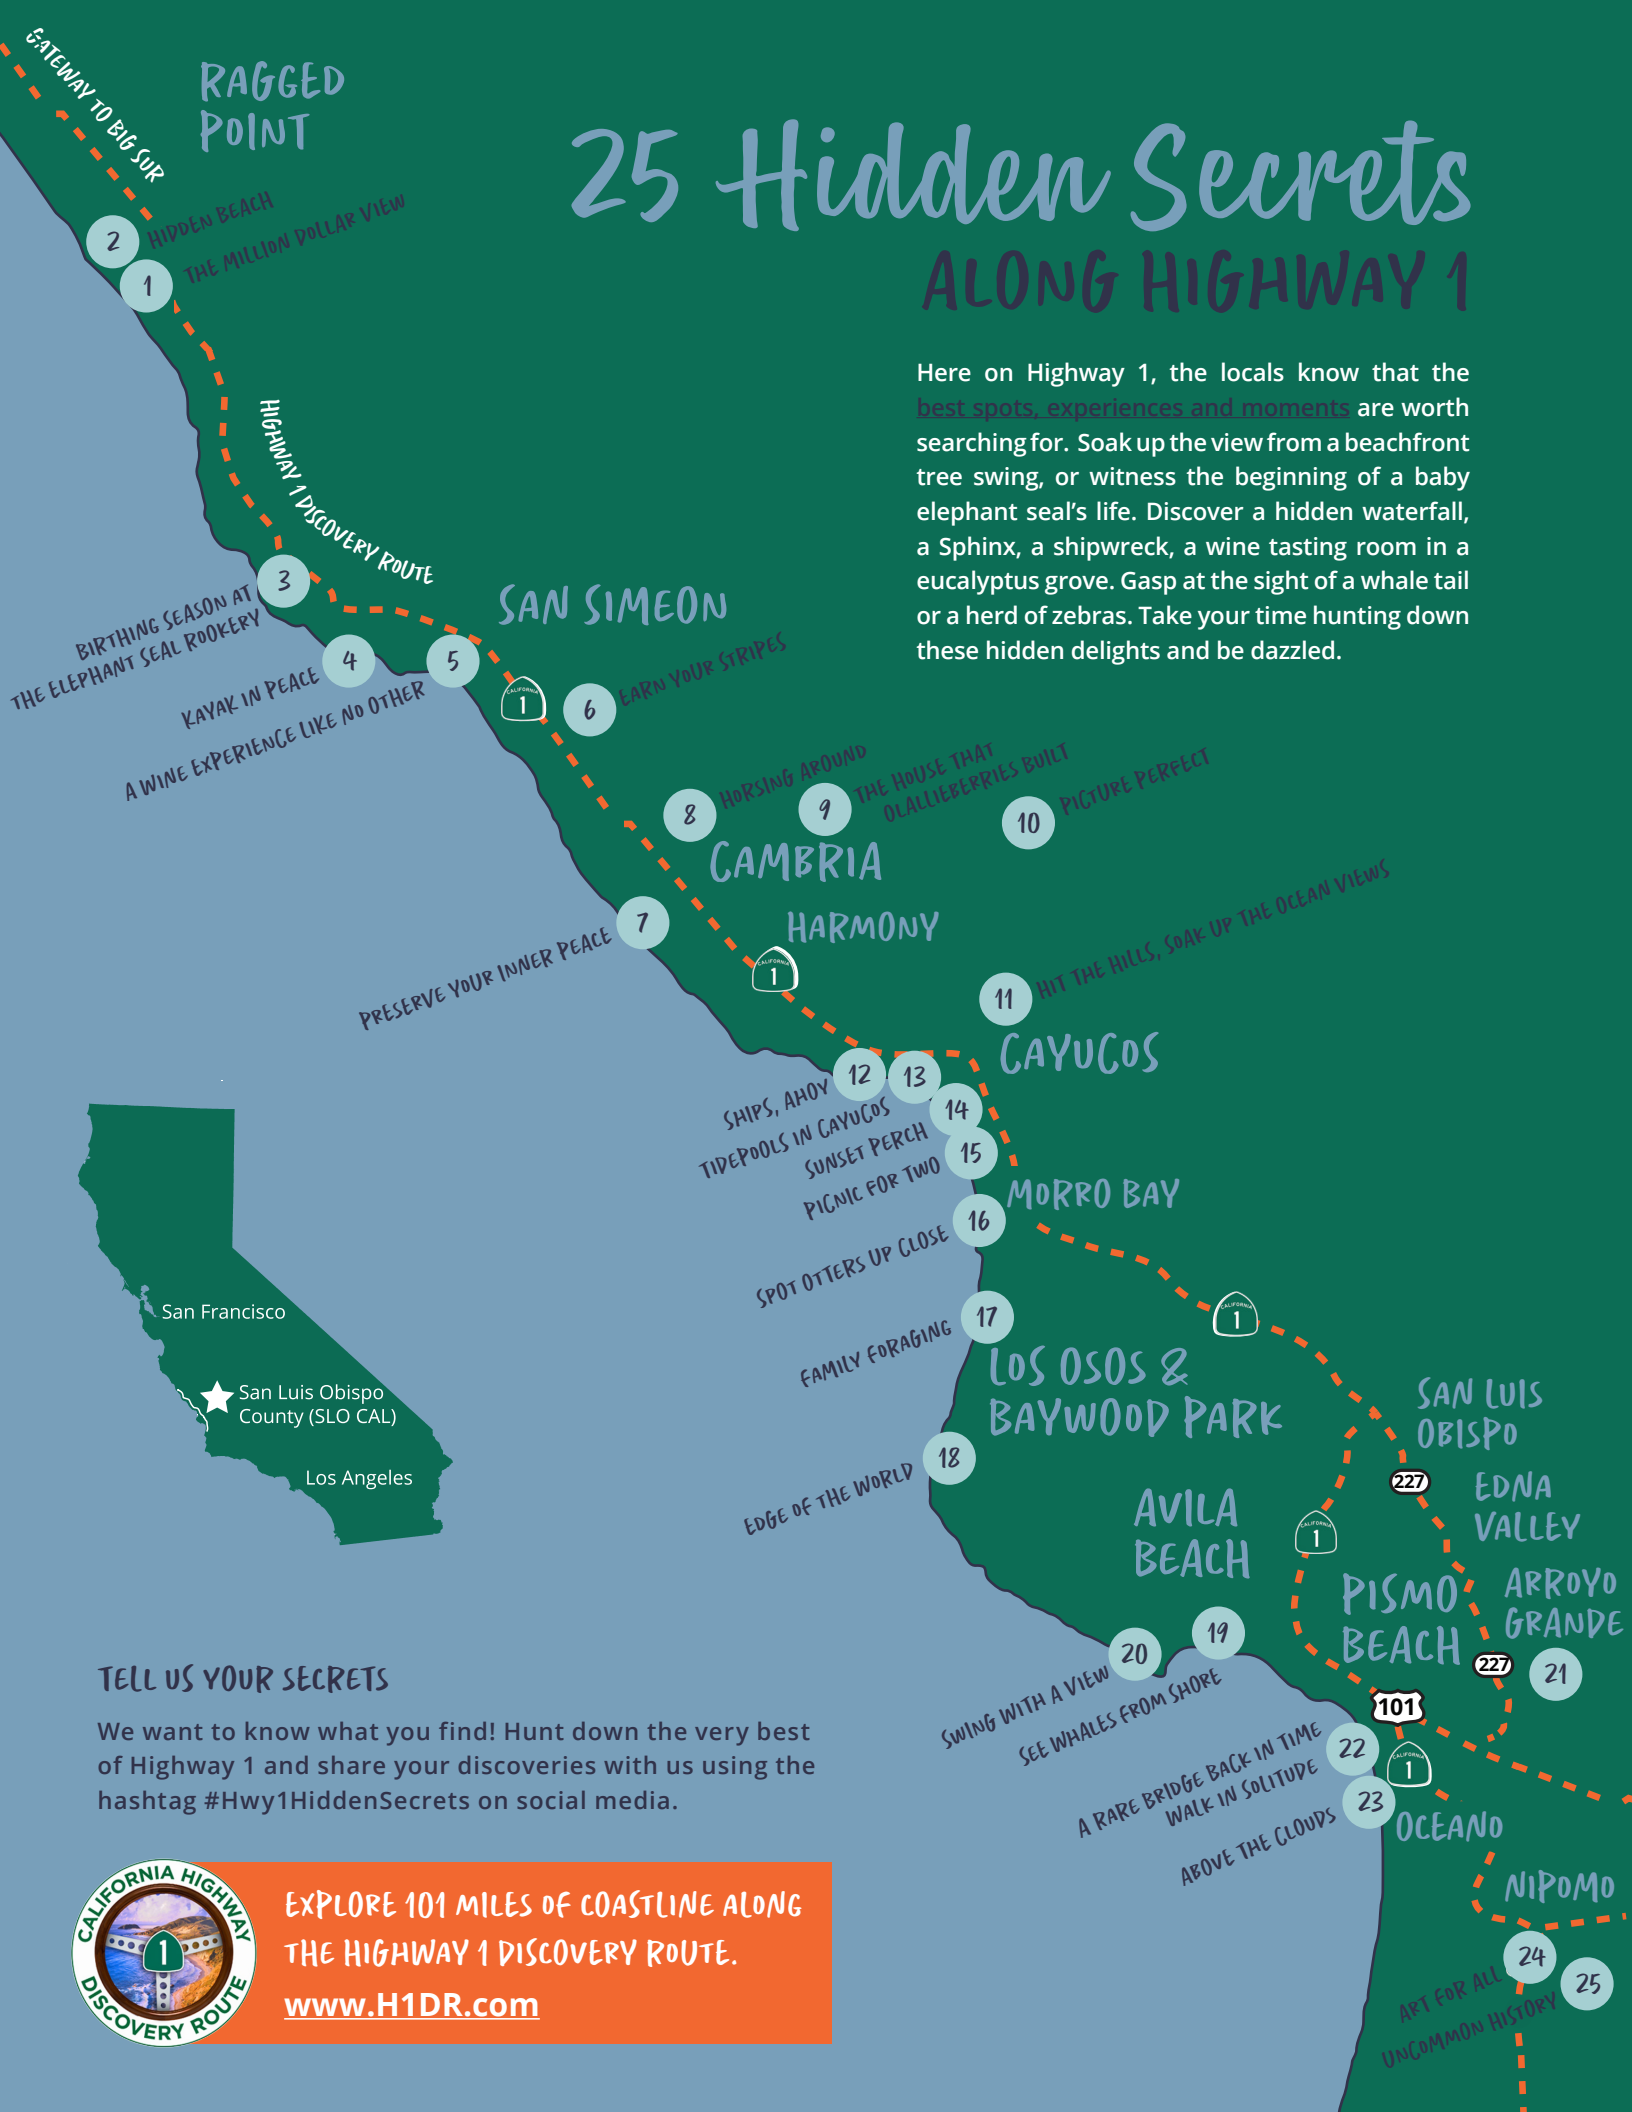 GATEWAY TO BIG SUR
RAGGED
POINT
25 Hidden Secrets
ALONG HIGHWAY 1
2
HIDDEN BEACH
1
THE MILLION DOLLAR VIEW
Here on Highway 1, the locals know that the
best spots, experiences and moments are worth
searching for. Soak up the view from a beachfront
tree swing, or witness the beginning of a baby
elephant seal's life. Discover a hidden waterfall,
a Sphinx, a shipwreck, a wine tasting room in a
eucalyptus grove. Gasp at the sight of a whale tail
or a herd of zebras. Take your time hunting down
these hidden delights and be dazzled.
HIGHWAY 1 DISCOVERY ROUTE
3
BIRTHING SEASON AT
THE ELEPHANT SEAL ROOKERY
SAN SIMEON
4
KAYAK IN PEACE
5
A WINE EXPERIENCE LIKE NO OTHER
CALIFORNIA
1
6
EARN YOUR STRIPES
8
HORSING AROUND
9
THE HOUSE THAT
OLALLIEBERRIES BUILT
10
PICTURE PERFECT
CAMBRIA
7
PRESERVE YOUR INNER PEACE
HARMONY
CALIFORNIA
1
11
HIT THE HILLS, SOAK UP THE OCEAN VIEWS
CAYUCOS
12
SHIPS, AHOY
13
TIDEPOOLS IN CAYUCOS
14
SUNSET PERCH
15
PICNIC FOR TWO
MORRO BAY
16
SPOT OTTERS UP CLOSE
17
FAMILY FORAGING
CALIFORNIA
1
LOS OSOS &
BAYWOOD PARK
18
EDGE OF THE WORLD
SAN LUIS
OBISPO
227
EDNA
VALLEY
AVILA
BEACH
CALIFORNIA
1
PISMO
BEACH
ARROYO
GRANDE
227
21
19
20
SWING WITH A VIEW
SEE WHALES FROM SHORE
101
22
A RARE BRIDGE BACK IN TIME
WALK IN SOLITUDE
CALIFORNIA
1
23
ABOVE THE CLOUDS
OCEANO
NIPOMO
24
ART FOR ALL
25
UNCOMMON HISTORY
San Francisco
San Luis Obispo
County (SLO CAL)
Los Angeles
TELL US YOUR SECRETS
We want to know what you find! Hunt down the very best
of Highway 1 and share your discoveries with us using the
hashtag #Hwy1HiddenSecrets on social media.
CALIFORNIA HIGHWAY
1
DISCOVERY ROUTE
EXPLORE 101 MILES OF COASTLINE ALONG
THE HIGHWAY 1 DISCOVERY ROUTE.
www.H1DR.com